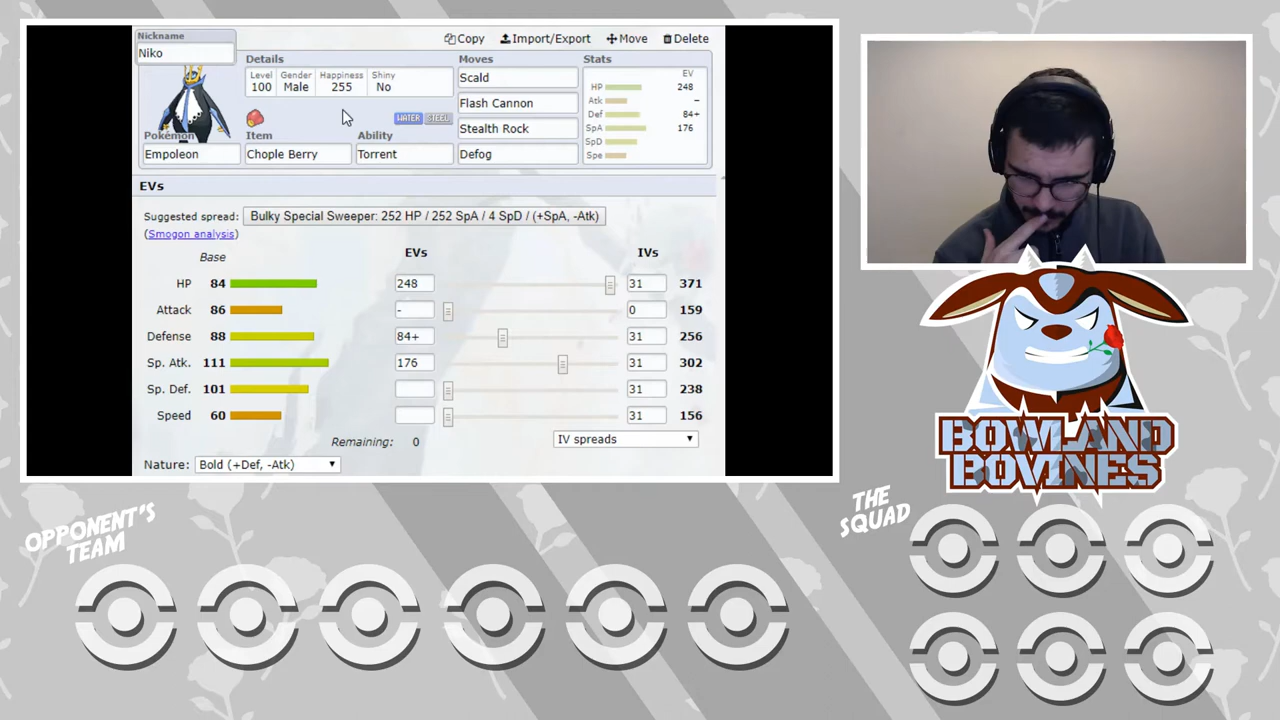 Nickname
Niko
Copy Import/Export Move Delete
Details
Level Gender Happiness Shiny
100 Male 255 No
WATER STEEL
Pokémon Item Ability
Empoleon Chople Berry Torrent
Moves
Scald
Flash Cannon
Stealth Rock
Defog
Stats
EV
HP 248
Atk –
Def 84+
SpA 176
SpD
Spe
EVs
Suggested spread: Bulky Special Sweeper: 252 HP / 252 SpA / 4 SpD / (+SpA, -Atk)
(Smogon analysis)
Base EVs IVs
HP 84 248 31 371
Attack 86 - 0 159
Defense 88 84+ 31 256
Sp. Atk. 111 176 31 302
Sp. Def. 101 31 238
Speed 60 31 156
Remaining: 0 IV spreads
Nature: Bold (+Def, -Atk)
BOWLAND
BOVINES
OPPONENT'S
TEAM
THE
SQUAD